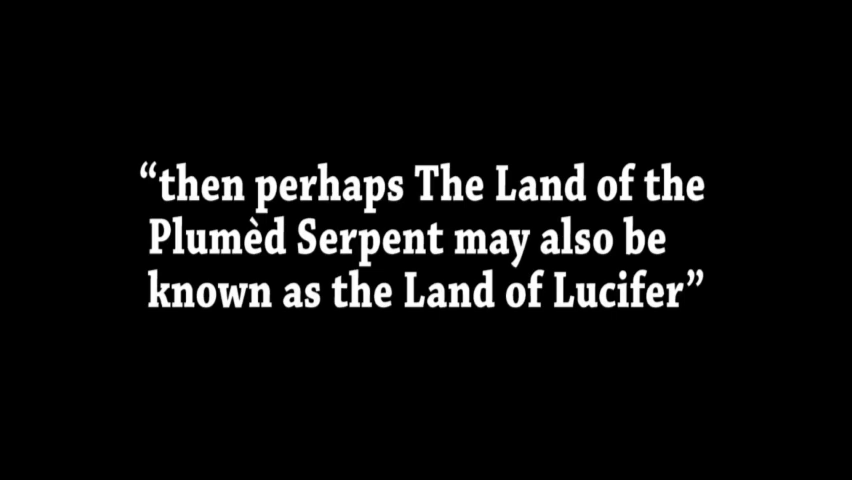 “then perhaps The Land of the
Plumèd Serpent may also be
known as the Land of Lucifer”